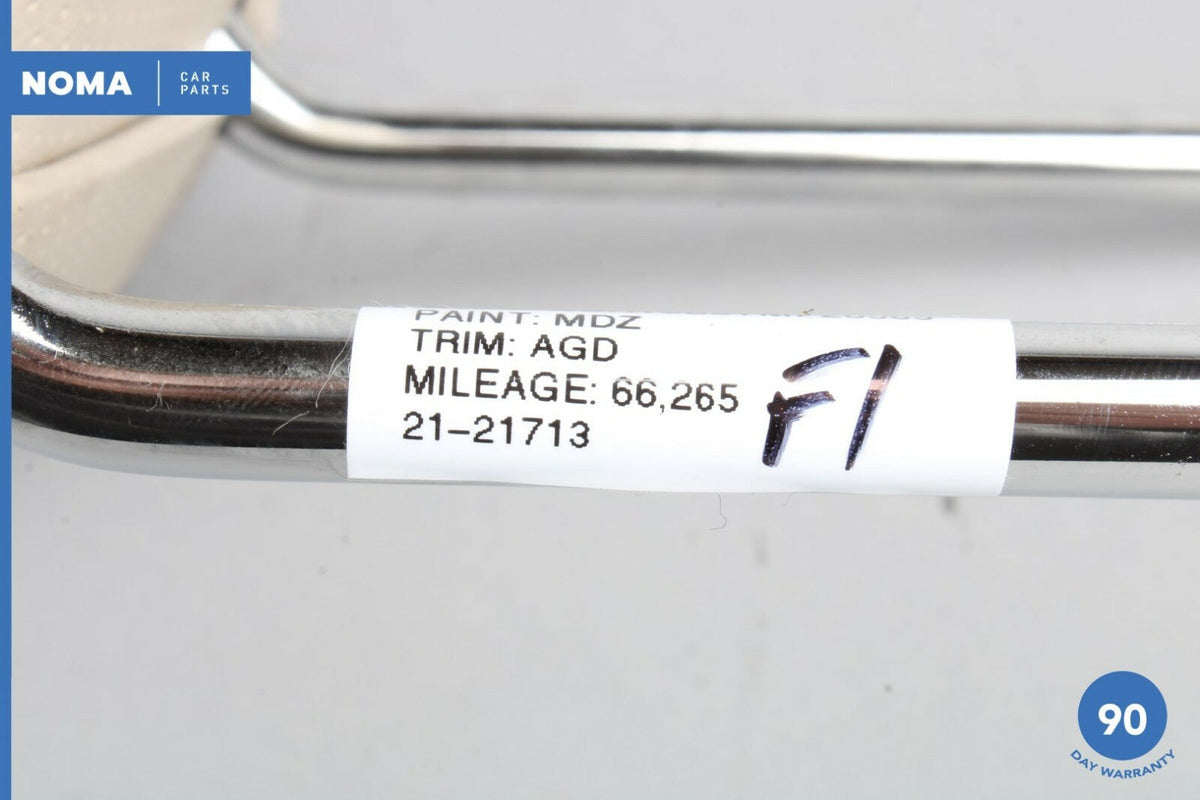 NOMA
CAR
PARTS
PAINT: MDZ
TRIM: AGD
MILEAGE: 66,265
21-21713
F1
90
DAY WARRANTY